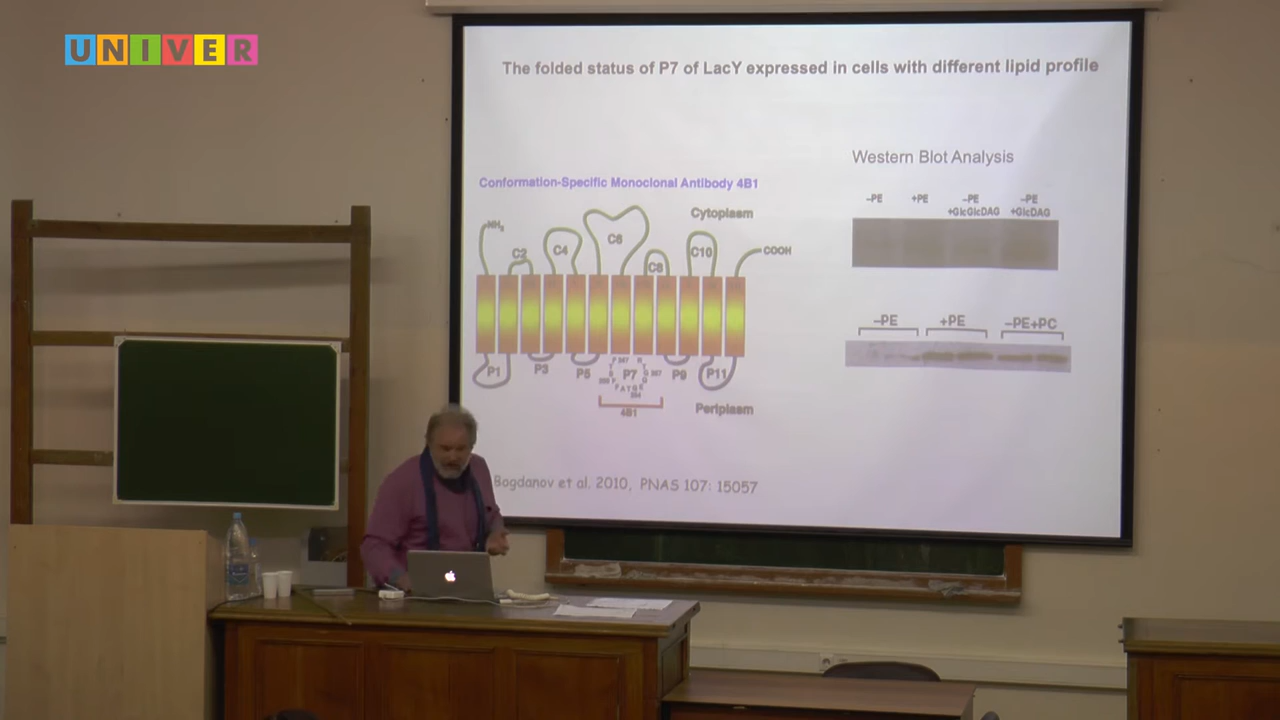 UNIVER
The folded status of P7 of LacY expressed in cells with different lipid profile
Western Blot Analysis
–PE +PE –PE –PE
+GlcGlcDAG +GlcDAG
Conformation-Specific Monoclonal Antibody 4B1
NH₂
Cytoplasm
C2 C4 C6 C8 C10 COOH
–PE +PE –PE+PC
P1 P3 P5 P7 P9 P11
4B1
Periplasm
Bogdanov et al. 2010, PNAS 107: 15057